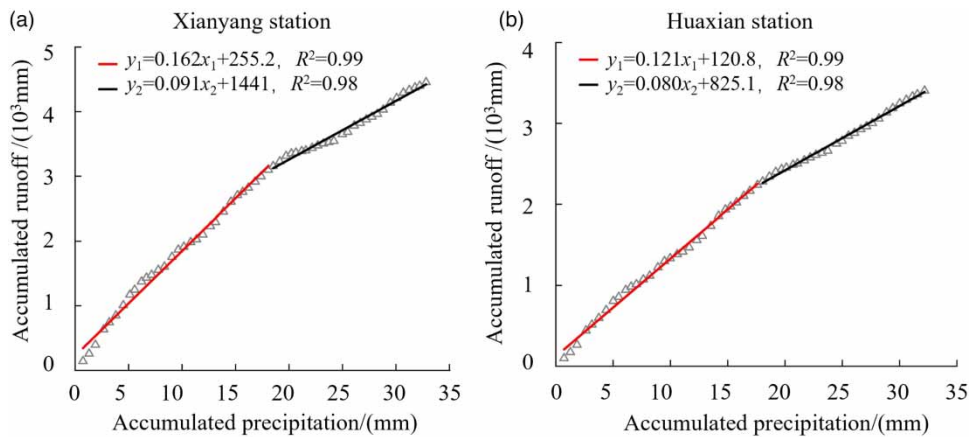 (a) Xianyang station
y₁=0.162x₁+255.2, R²=0.99
y₂=0.091x₂+1441, R²=0.98
Accumulated runoff /(10³mm)
5
4
3
2
1
0
0 5 10 15 20 25 30 35
Accumulated precipitation/(mm)
(b) Huaxian station
y₁=0.121x₁+120.8, R²=0.99
y₂=0.080x₂+825.1, R²=0.98
Accumulated runoff /(10³mm)
4
3
2
1
0
0 5 10 15 20 25 30 35
Accumulated precipitation/(mm)